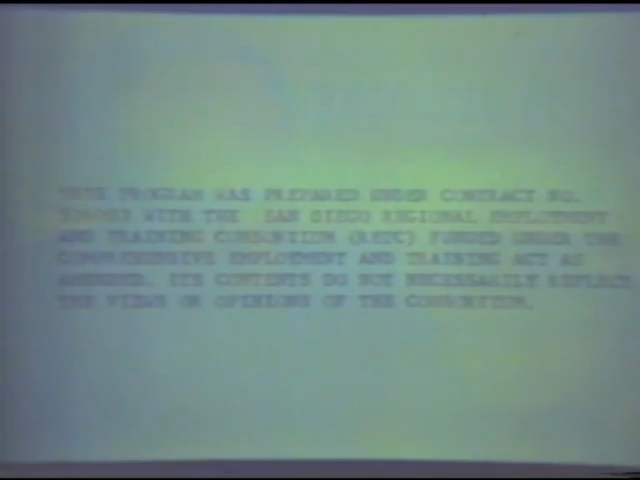 THIS PROGRAM WAS PREPARED UNDER CONTRACT NO.
WITH THE SAN DIEGO REGIONAL EMPLOYMENT
AND TRAINING CONSORTIUM (RETC) FUNDED UNDER THE
COMPREHENSIVE EMPLOYMENT AND TRAINING ACT AS
AMENDED. ITS CONTENTS DO NOT NECESSARILY REFLECT
THE VIEWS OR OPINIONS OF THE CONSORTIUM.